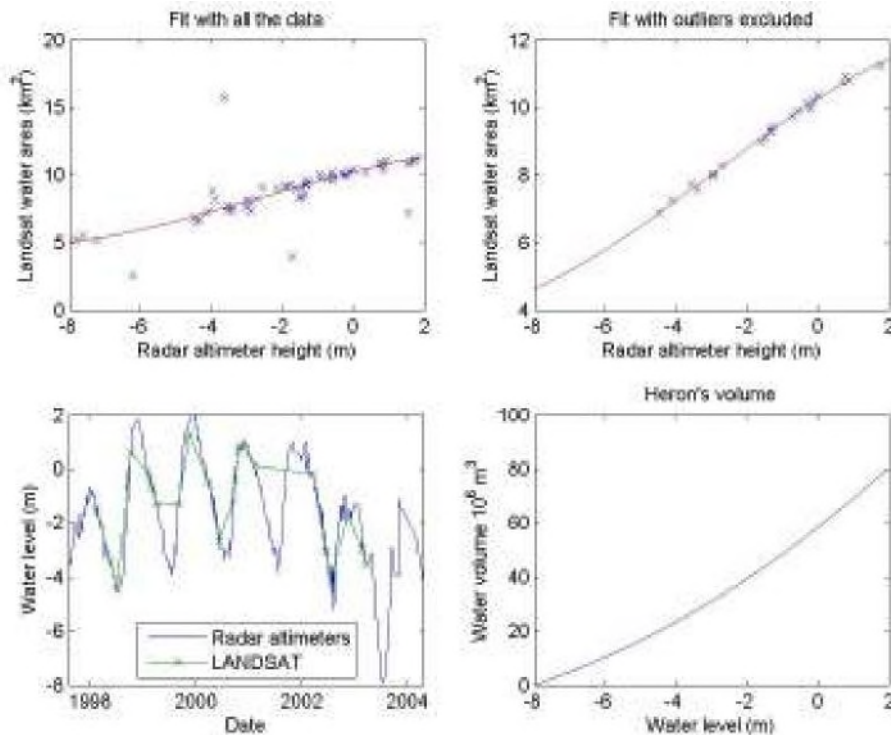 Fit with all the data
20
15
10
5
0
Landsat water area (km²)
-8 -6 -4 -2 0 2
Radar altimeter height (m)
Fit with outliers excluded
12
10
8
6
4
Landsat water area (km²)
-8 -6 -4 -2 0 2
Radar altimeter height (m)
2
0
-2
-4
-6
-8
Water level (m)
Radar altimeters
LANDSAT
1998 2000 2002 2004
Date
Heron's volume
100
80
60
40
20
0
Water volume 10⁶ m³
-8 -6 -4 -2 0 2
Water level (m)